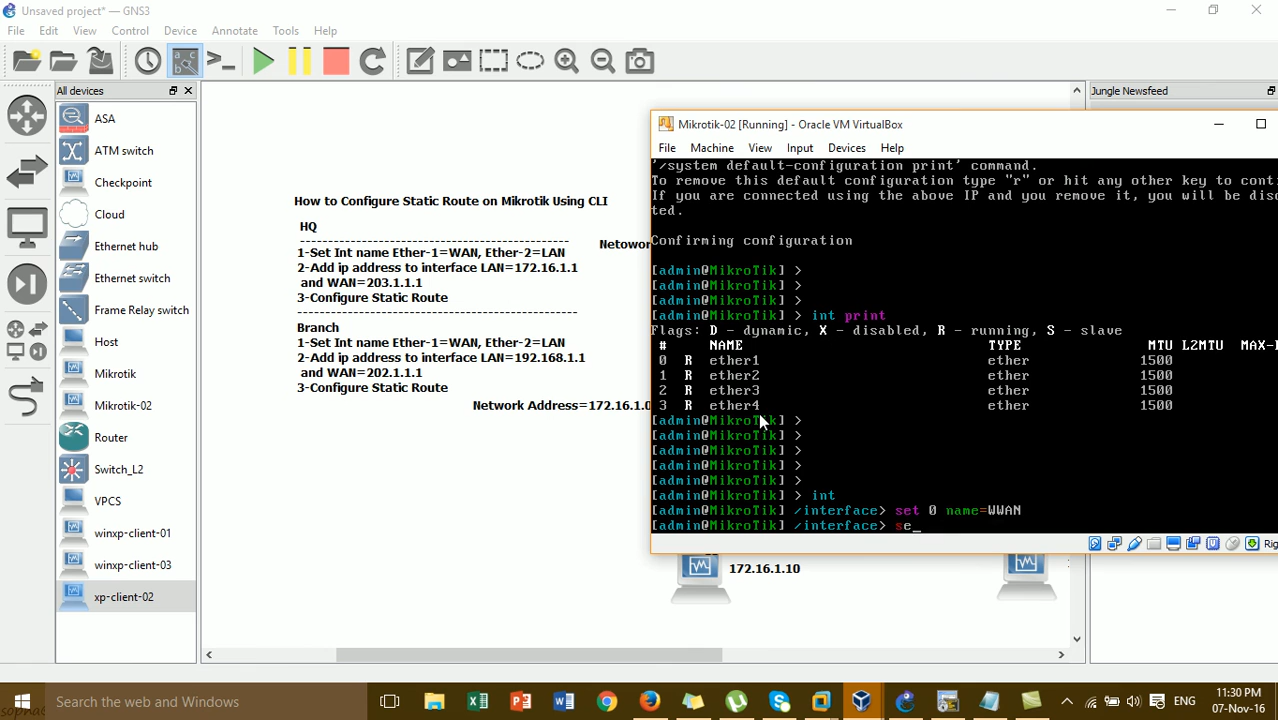 Unsaved project* — GNS3
File Edit View Control Device Annotate Tools Help
All devices
ASA
ATM switch
Checkpoint
Cloud
Ethernet hub
Ethernet switch
Frame Relay switch
Host
Mikrotik
Mikrotik-02
Router
Switch_L2
VPCS
winxp-client-01
winxp-client-03
xp-client-02
How to Configure Static Route on Mikrotik Using CLI
HQ
1-Set Int name Ether-1=WAN, Ether-2=LAN
2-Add ip address to interface LAN=172.16.1.1
and WAN=203.1.1.1
3-Configure Static Route
Branch
1-Set Int name Ether-1=WAN, Ether-2=LAN
2-Add ip address to interface LAN=192.168.1.1
and WAN=202.1.1.1
3-Configure Static Route
Netowor
Network Address=172.16.1.0
172.16.1.10
Jungle Newsfeed
Mikrotik-02 [Running] - Oracle VM VirtualBox
File Machine View Input Devices Help
'/system default-configuration print' command.
To remove this default configuration type "r" or hit any other key to conti
If you are connected using the above IP and you remove it, you will be disc
ted.
Confirming configuration
[admin@MikroTik] >
[admin@MikroTik] >
[admin@MikroTik] >
[admin@MikroTik] > int print
Flags: D - dynamic, X - disabled, R - running, S - slave
# NAME TYPE MTU L2MTU MAX-L
0 R ether1 ether 1500
1 R ether2 ether 1500
2 R ether3 ether 1500
3 R ether4 ether 1500
[admin@MikroTik] >
[admin@MikroTik] >
[admin@MikroTik] >
[admin@MikroTik] >
[admin@MikroTik] >
[admin@MikroTik] > int
[admin@MikroTik] /interface> set 0 name=WWAN
[admin@MikroTik] /interface> se_
Rig
Search the web and Windows
ENG
11:30 PM
07-Nov-16